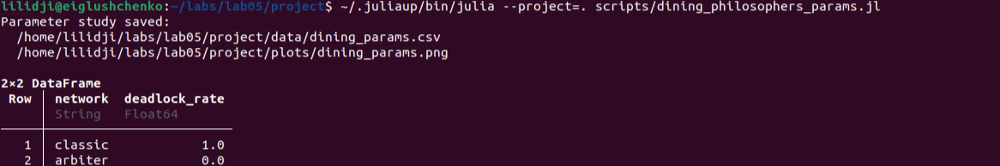 lilidji@eiglushchenko:~/labs/lab05/project$ ~/.juliaup/bin/julia --project=. scripts/dining_philosophers_params.jl
Parameter study saved:
  /home/lilidji/labs/lab05/project/data/dining_params.csv
  /home/lilidji/labs/lab05/project/plots/dining_params.png
2×2 DataFrame
 Row │ network  deadlock_rate
     │ String   Float64
   1 │ classic            1.0
   2 │ arbiter            0.0